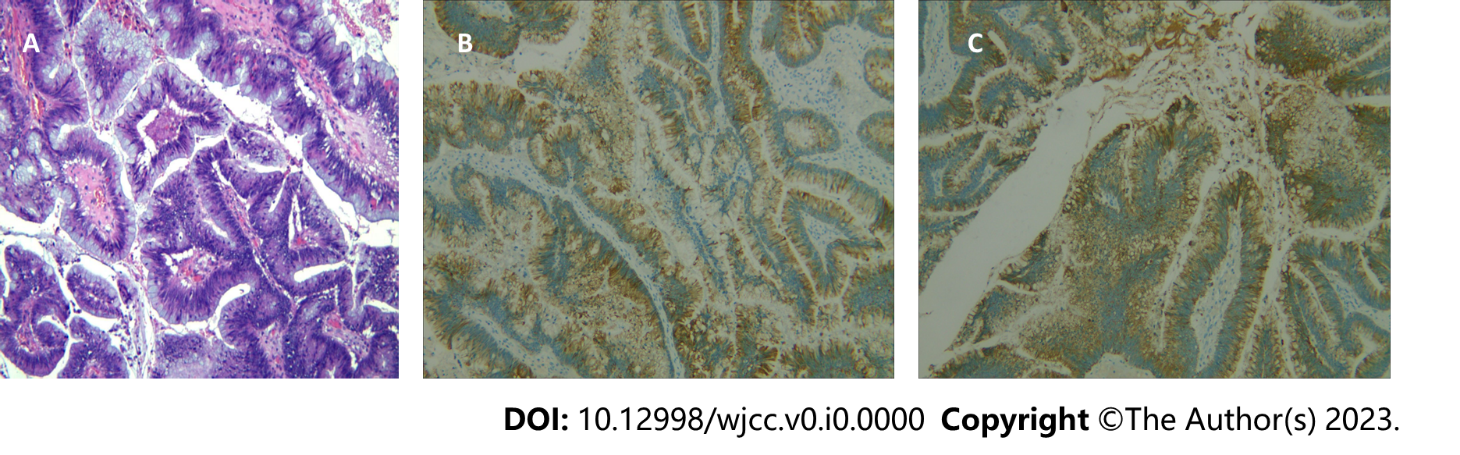 A
B
C
DOI: 10.12998/wjcc.v0.i0.0000 Copyright ©The Author(s) 2023.